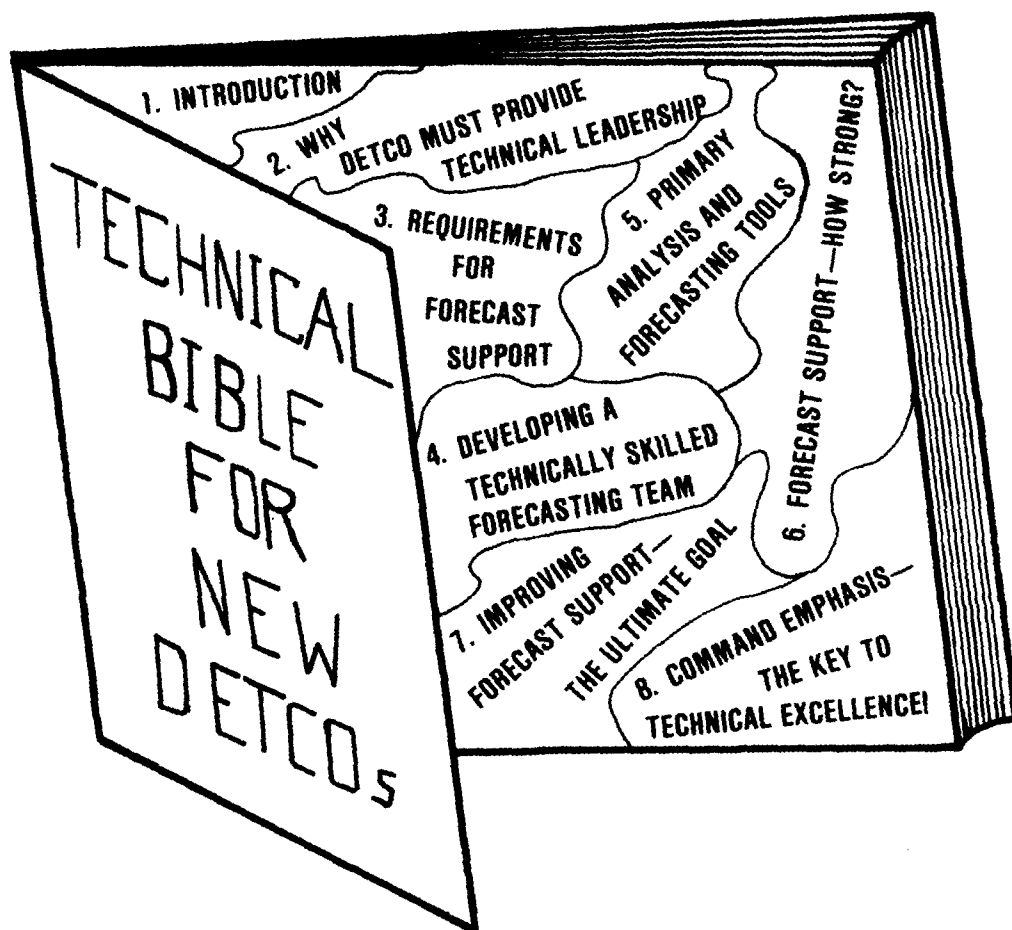 TECHNICAL
BIBLE
FOR
NEW
DETCOs
1. INTRODUCTION
2. WHY
DETCO MUST PROVIDE
TECHNICAL LEADERSHIP
3. REQUIREMENTS
FOR
FORECAST
SUPPORT
4. DEVELOPING A
TECHNICALLY SKILLED
FORECASTING TEAM
5. PRIMARY
ANALYSIS AND
FORECASTING TOOLS
6. FORECAST SUPPORT—HOW STRONG?
7. IMPROVING
FORECAST SUPPORT—
THE ULTIMATE GOAL
8. COMMAND EMPHASIS—
THE KEY TO
TECHNICAL EXCELLENCE!